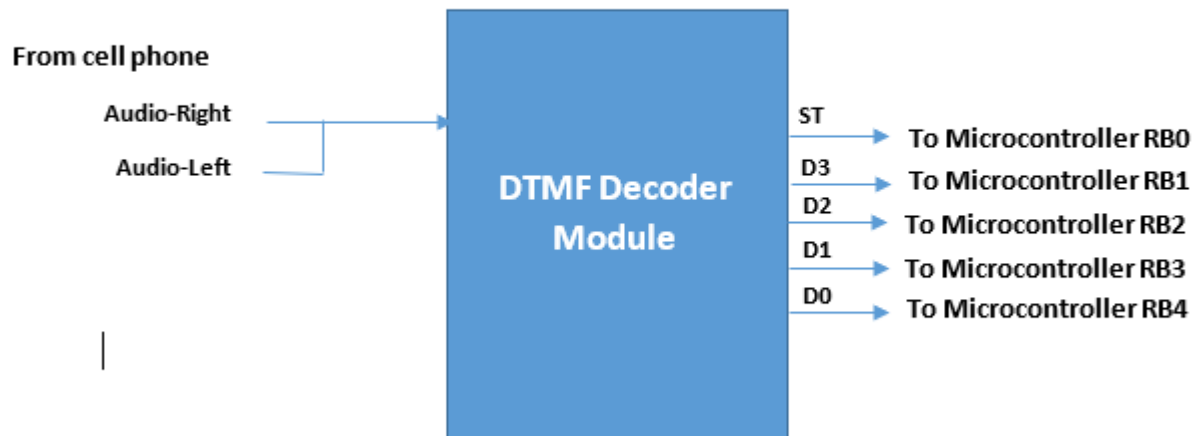 From cell phone
Audio-Right
Audio-Left
DTMF Decoder
Module
ST
To Microcontroller RB0
D3
To Microcontroller RB1
D2
To Microcontroller RB2
D1
To Microcontroller RB3
D0
To Microcontroller RB4